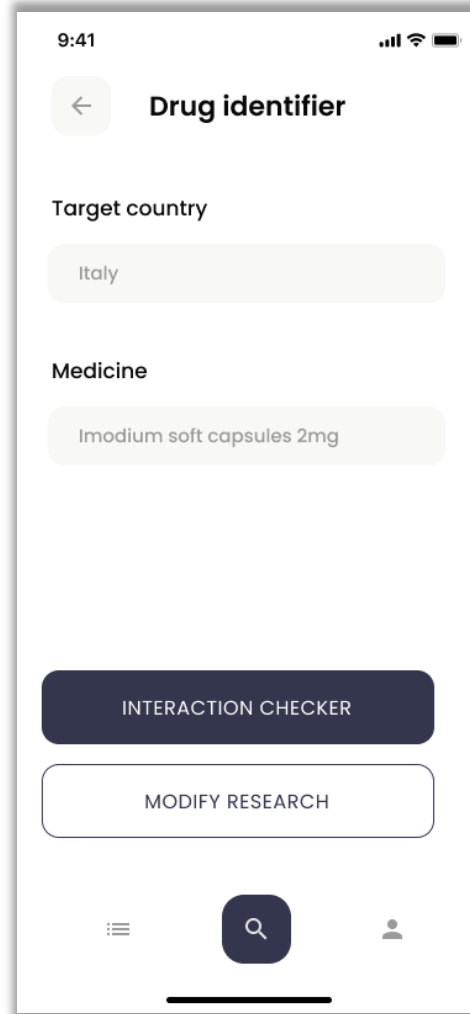 9:41
Drug identifier
Target country
Italy
Medicine
Imodium soft capsules 2mg
INTERACTION CHECKER
MODIFY RESEARCH